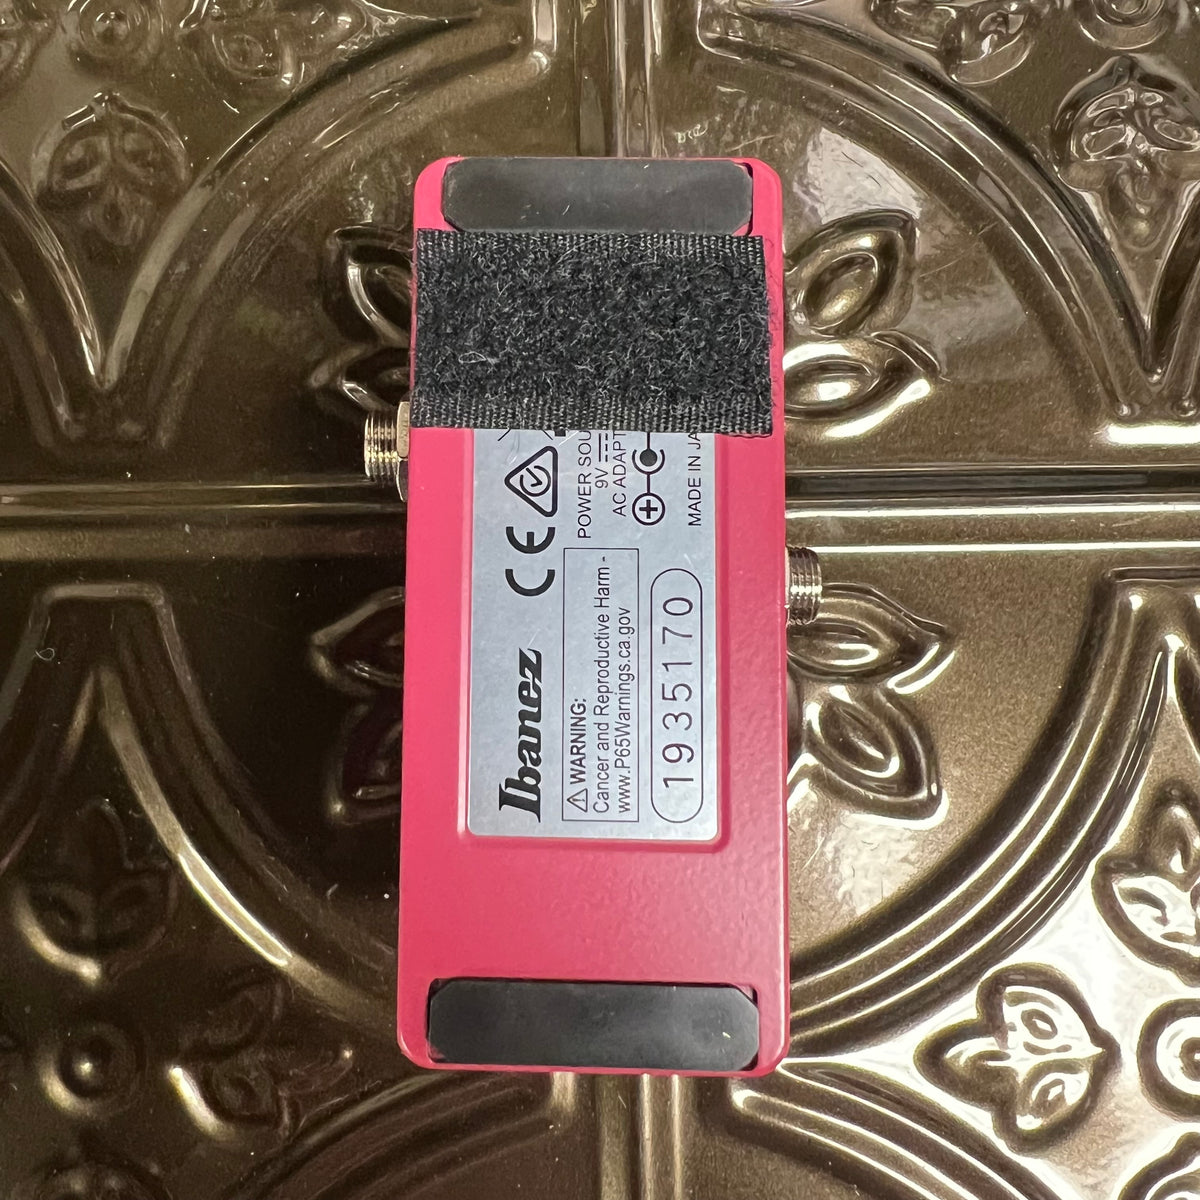 Ibanez
CE
POWER SOU
9V
AC ADAPT
⚠ WARNING:
Cancer and Reproductive Harm -
www.P65Warnings.ca.gov
MADE IN JA
1935170